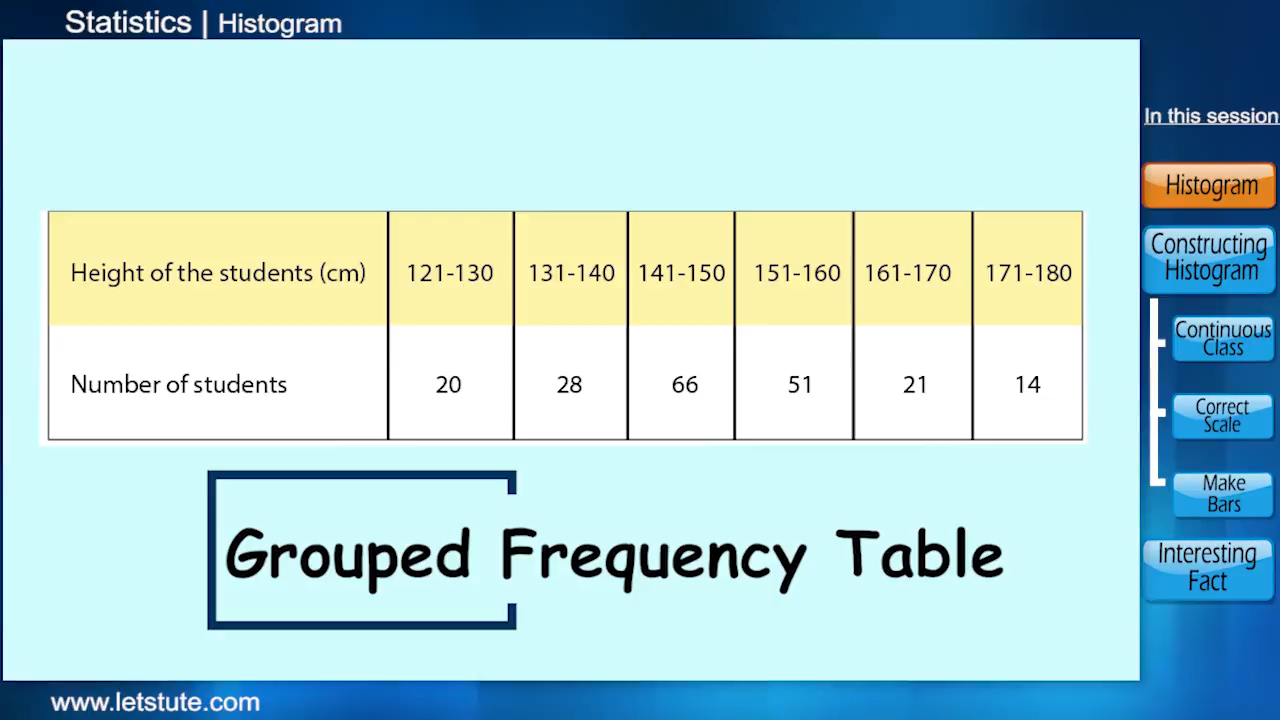 Statistics | Histogram
In this session
Histogram
Constructing
Histogram
Continuous
Class
Correct
Scale
Make
Bars
Interesting
Fact
Height of the students (cm) 121-130 131-140 141-150 151-160 161-170 171-180
Number of students 20 28 66 51 21 14
Grouped Frequency Table
www.letstute.com